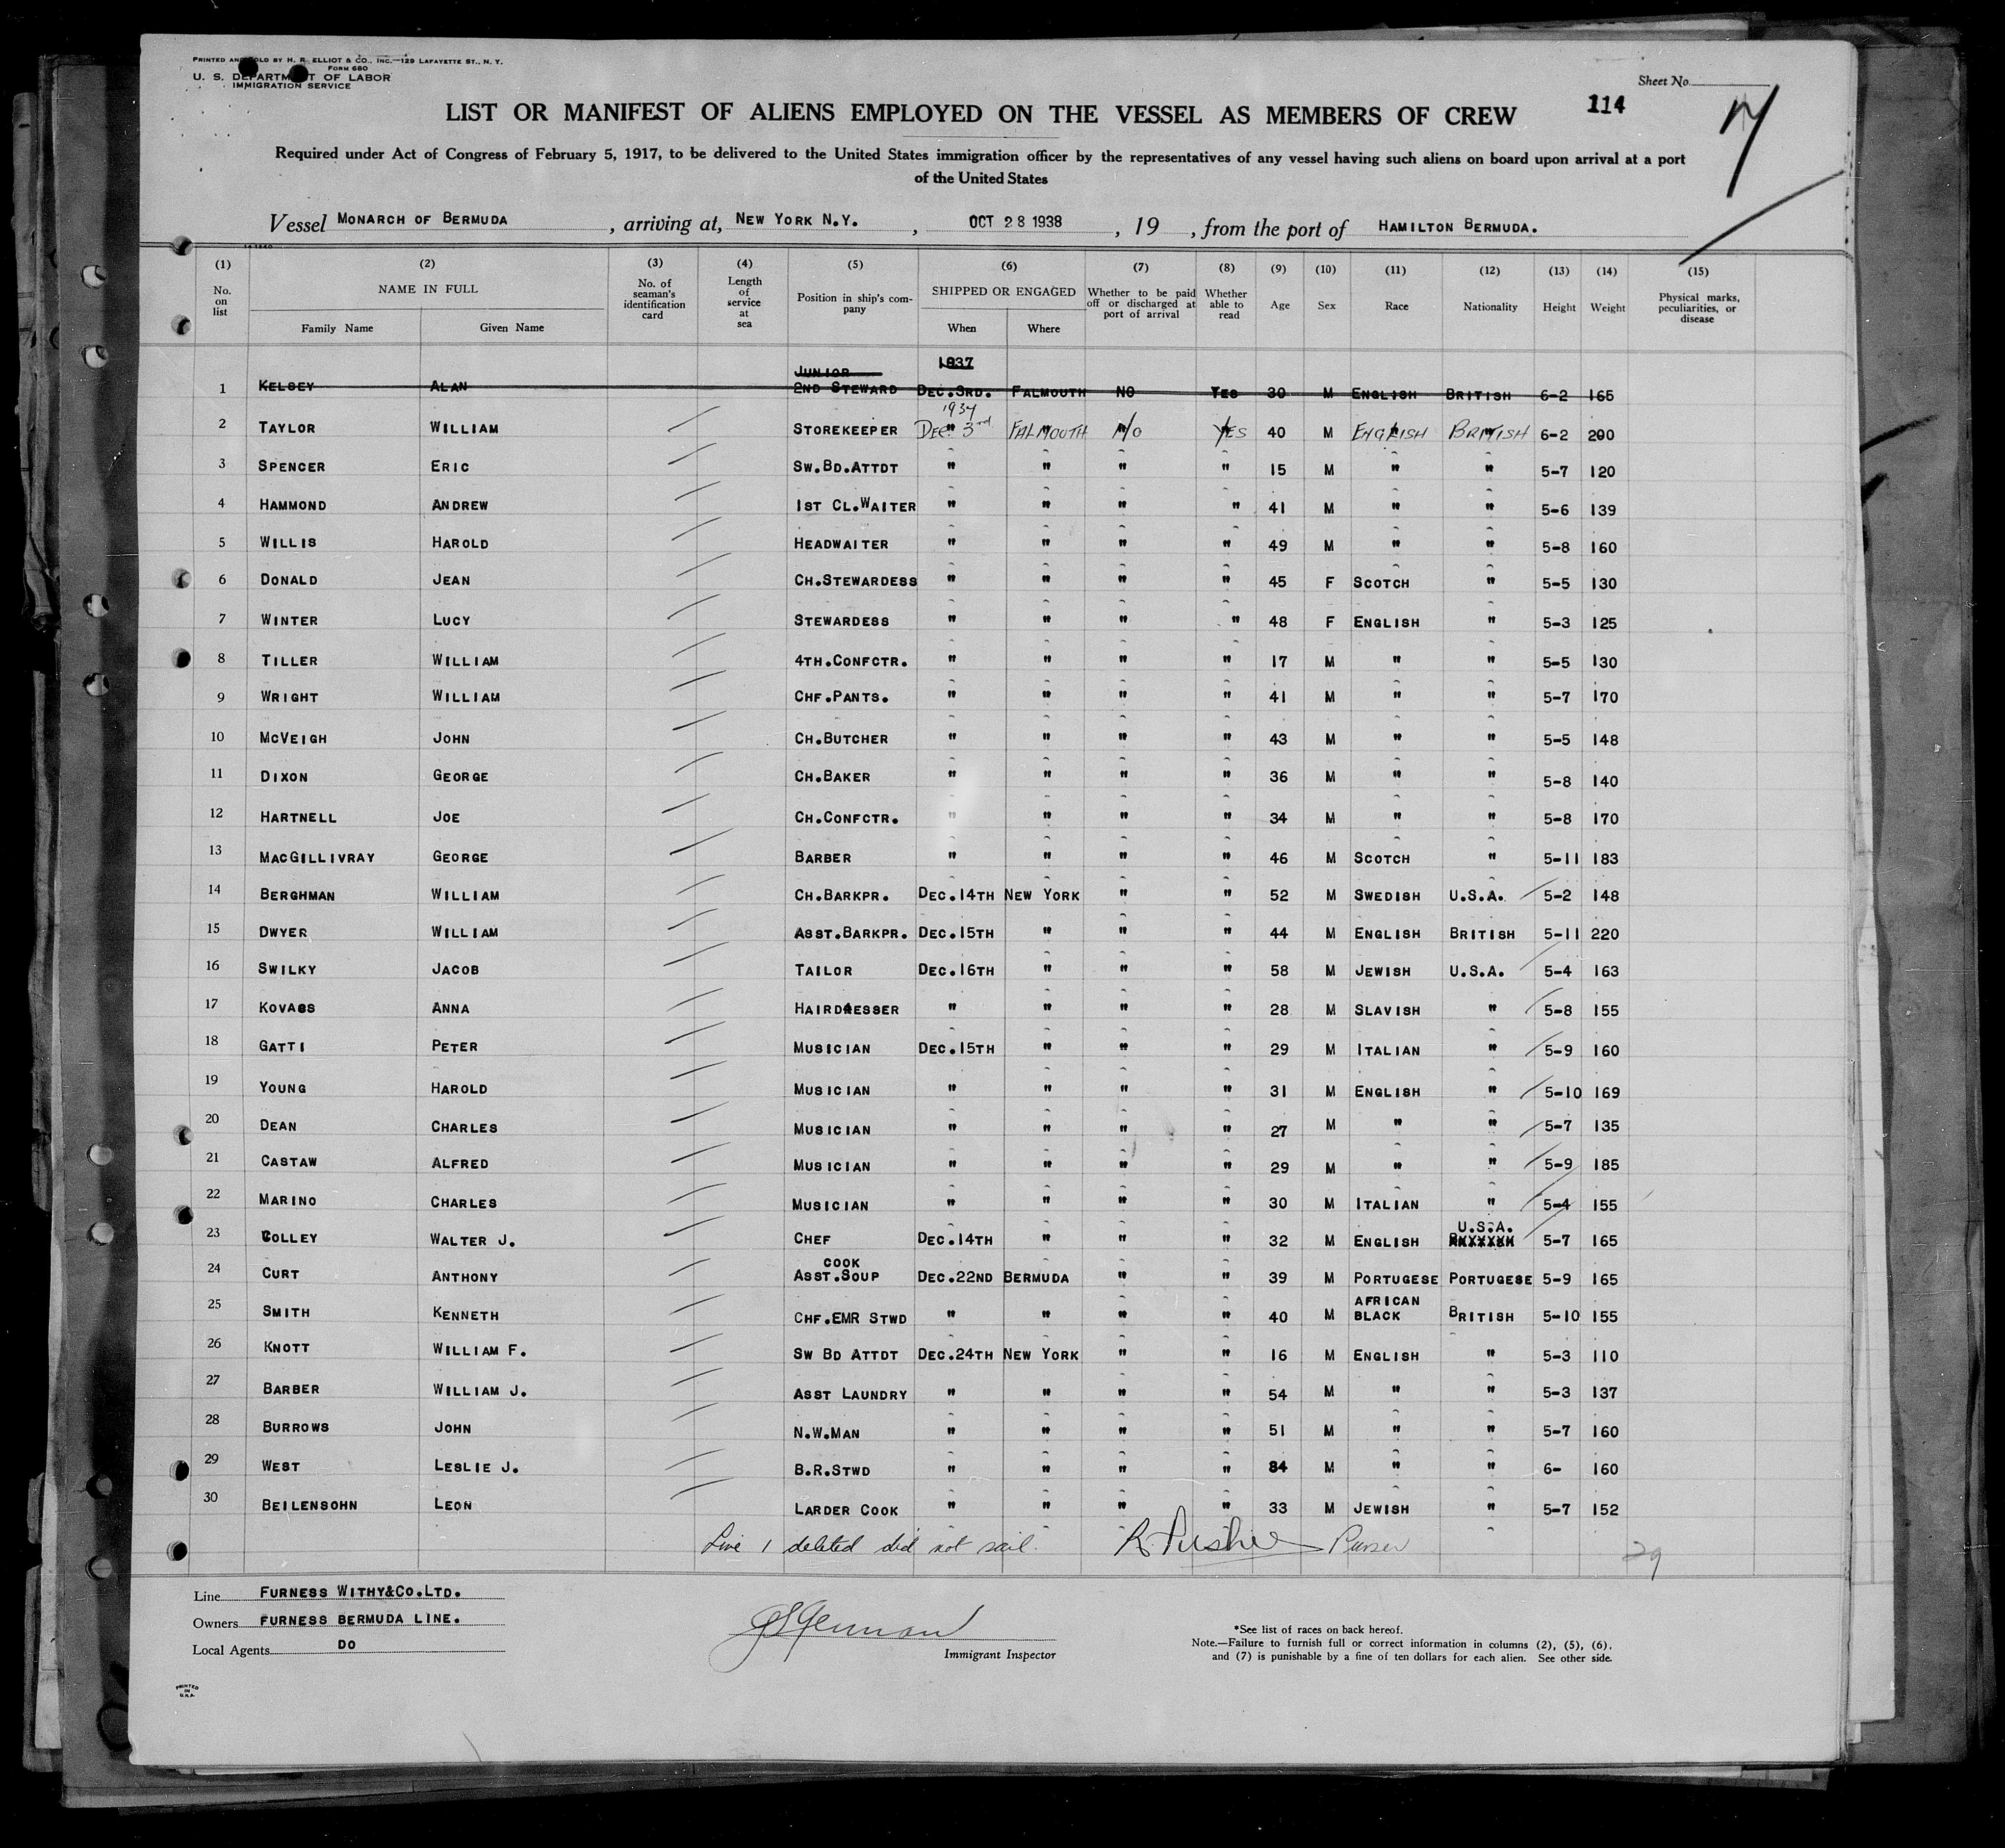 PRINTED AND SOLD BY H. R. ELLIOT & CO., INC.—129 LAFAYETTE ST., N. Y.
FORM 680
U. S. DEPARTMENT OF LABOR
IMMIGRATION SERVICE
Sheet No.
114
LIST OR MANIFEST OF ALIENS EMPLOYED ON THE VESSEL AS MEMBERS OF CREW
Required under Act of Congress of February 5, 1917, to be delivered to the United States immigration officer by the representatives of any vessel having such aliens on board upon arrival at a port
of the United States
Vessel MONARCH OF BERMUDA, arriving at, NEW YORK N.Y., OCT 28 1938, 19 , from the port of HAMILTON BERMUDA.
(1) (2) (3) (4) (5) (6) (7) (8) (9) (10) (11) (12) (13) (14) (15)
No. on list NAME IN FULL Family Name Given Name No. of seaman's identification card Length of service at sea Position in ship's company SHIPPED OR ENGAGED When Where Whether to be paid off or discharged at port of arrival Whether able to read Age Sex Race Nationality Height Weight Physical marks, peculiarities, or disease
1 KELSEY ALAN JUNIOR 2ND STEWARD 1937 DEC.3RD. FALMOUTH NO YES 30 M ENGLISH BRITISH 6-2 165
2 TAYLOR WILLIAM STOREKEEPER 1937 DEC. 3rd FALMOUTH NO YES 40 M ENGLISH BRITISH 6-2 200
3 SPENCER ERIC SW.BD.ATTDT " " " " 15 M " " 5-7 120
4 HAMMOND ANDREW 1ST CL.WAITER " " " " 41 M " " 5-6 139
5 WILLIS HAROLD HEADWAITER " " " " 49 M " " 5-8 160
6 DONALD JEAN CH.STEWARDESS " " " " 45 F SCOTCH " 5-5 130
7 WINTER LUCY STEWARDESS " " " " 48 F ENGLISH " 5-3 125
8 TILLER WILLIAM 4TH.CONFCTR. " " " " 17 M " " 5-5 130
9 WRIGHT WILLIAM CHF.PANTS. " " " " 41 M " " 5-7 170
10 MCVEIGH JOHN CH.BUTCHER " " " " 43 M " " 5-5 148
11 DIXON GEORGE CH.BAKER " " " " 36 M " " 5-8 140
12 HARTNELL JOE CH.CONFCTR. " " " " 34 M " " 5-8 170
13 MACGILLIVRAY GEORGE BARBER " " " " 46 M SCOTCH " 5-11 183
14 BERGHMAN WILLIAM CH.BARKPR. DEC.14TH NEW YORK " " 52 M SWEDISH U.S.A. 5-2 148
15 DWYER WILLIAM ASST.BARKPR. DEC.15TH " " " 44 M ENGLISH BRITISH 5-11 220
16 SWILKY JACOB TAILOR DEC.16TH " " " 58 M JEWISH U.S.A. 5-4 163
17 KOVASS ANNA HAIRDRESSER " " " " 28 M SLAVISH " 5-8 155
18 GATTI PETER MUSICIAN DEC.15TH " " " 29 M ITALIAN " 5-9 160
19 YOUNG HAROLD MUSICIAN " " " " 31 M ENGLISH " 5-10 169
20 DEAN CHARLES MUSICIAN " " " " 27 M " " 5-7 135
21 CASTAW ALFRED MUSICIAN " " " " 29 M " " 5-9 185
22 MARINO CHARLES MUSICIAN " " " " 30 M ITALIAN " 5-4 155
23 COLLEY WALTER J. CHEF DEC.14TH " " " 32 M ENGLISH U.S.A. 5-7 165
24 CURT ANTHONY ASST.SOUP COOK DEC.22ND BERMUDA " " 39 M PORTUGESE PORTUGESE 5-9 165
25 SMITH KENNETH CHF.EMR STWD " " " " 40 M AFRICAN BLACK BRITISH 5-10 155
26 KNOTT WILLIAM F. SW BD ATTDT DEC.24TH NEW YORK " " 16 M ENGLISH " 5-3 110
27 BARBER WILLIAM J. ASST LAUNDRY " " " " 54 M " " 5-3 137
28 BURROWS JOHN N.W.MAN " " " " 51 M " " 5-7 160
29 WEST LESLIE J. B.R.STWD " " " " 34 M " " 6- 160
30 BEILENSOHN LEON LARDER COOK " " " " 33 M JEWISH " 5-7 152
Line 1 deleted did not sail. Purser
29
Line FURNESS WITHY&CO.LTD.
Owners FURNESS BERMUDA LINE.
Local Agents DO
Immigrant Inspector
*See list of races on back hereof.
Note.—Failure to furnish full or correct information in columns (2), (5), (6),
and (7) is punishable by a fine of ten dollars for each alien. See other side.
PRINTED
IN
U.S.A.